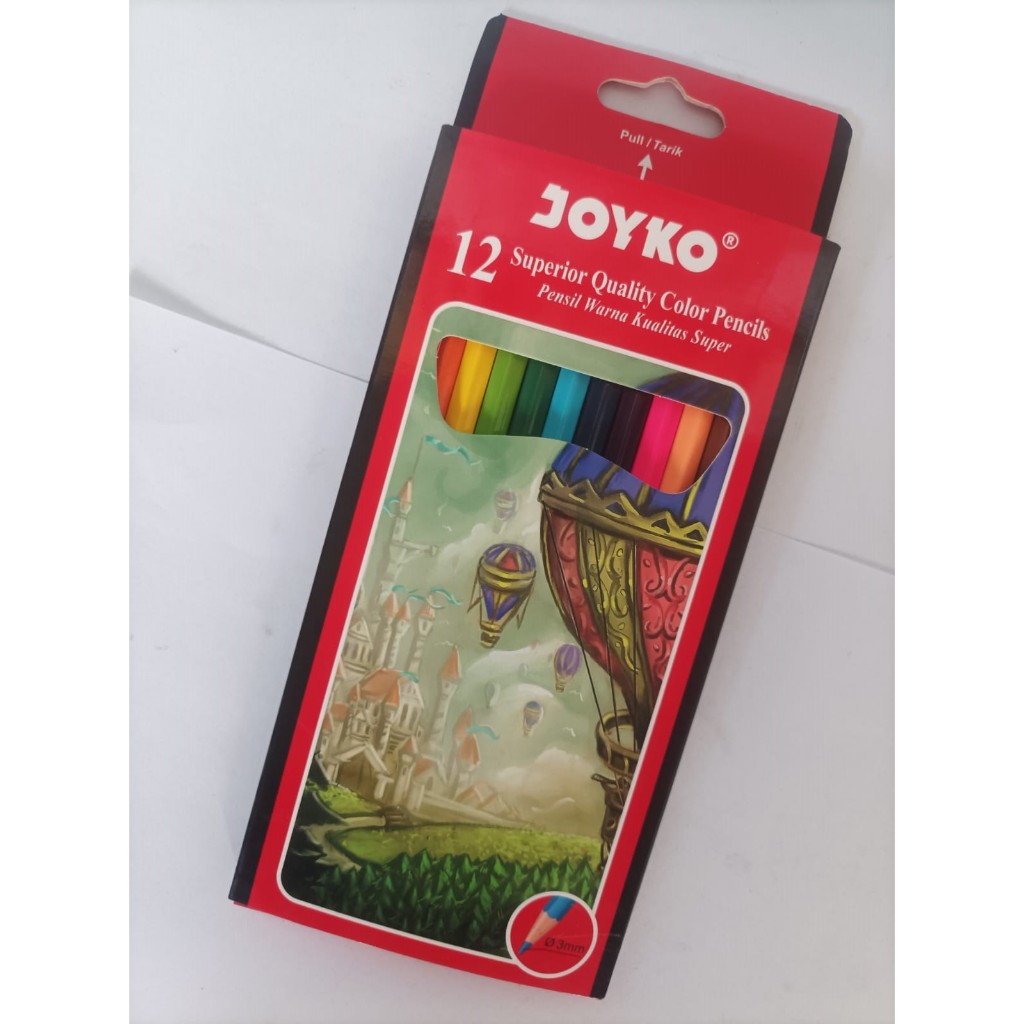 Pull / Tarik
JOYKO®
12 Superior Quality Color Pencils
Pensil Warna Kualitas Super
Ø 3mm